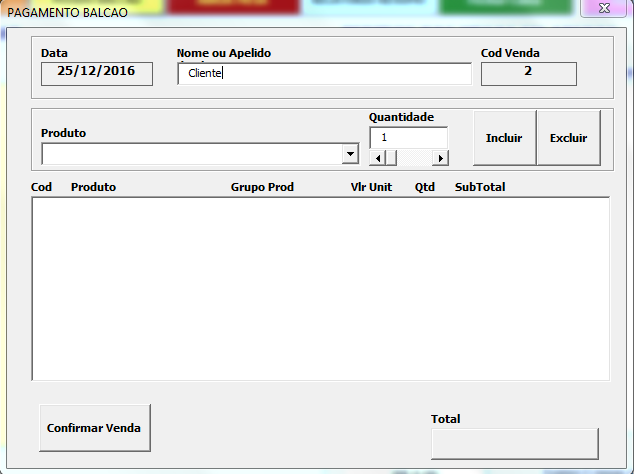 PAGAMENTO BALCAO
Data Nome ou Apelido Cod Venda
25/12/2016 Cliente 2
Quantidade
Produto 1 Incluir Excluir
Cod Produto Grupo Prod Vlr Unit Qtd SubTotal
Total
Confirmar Venda